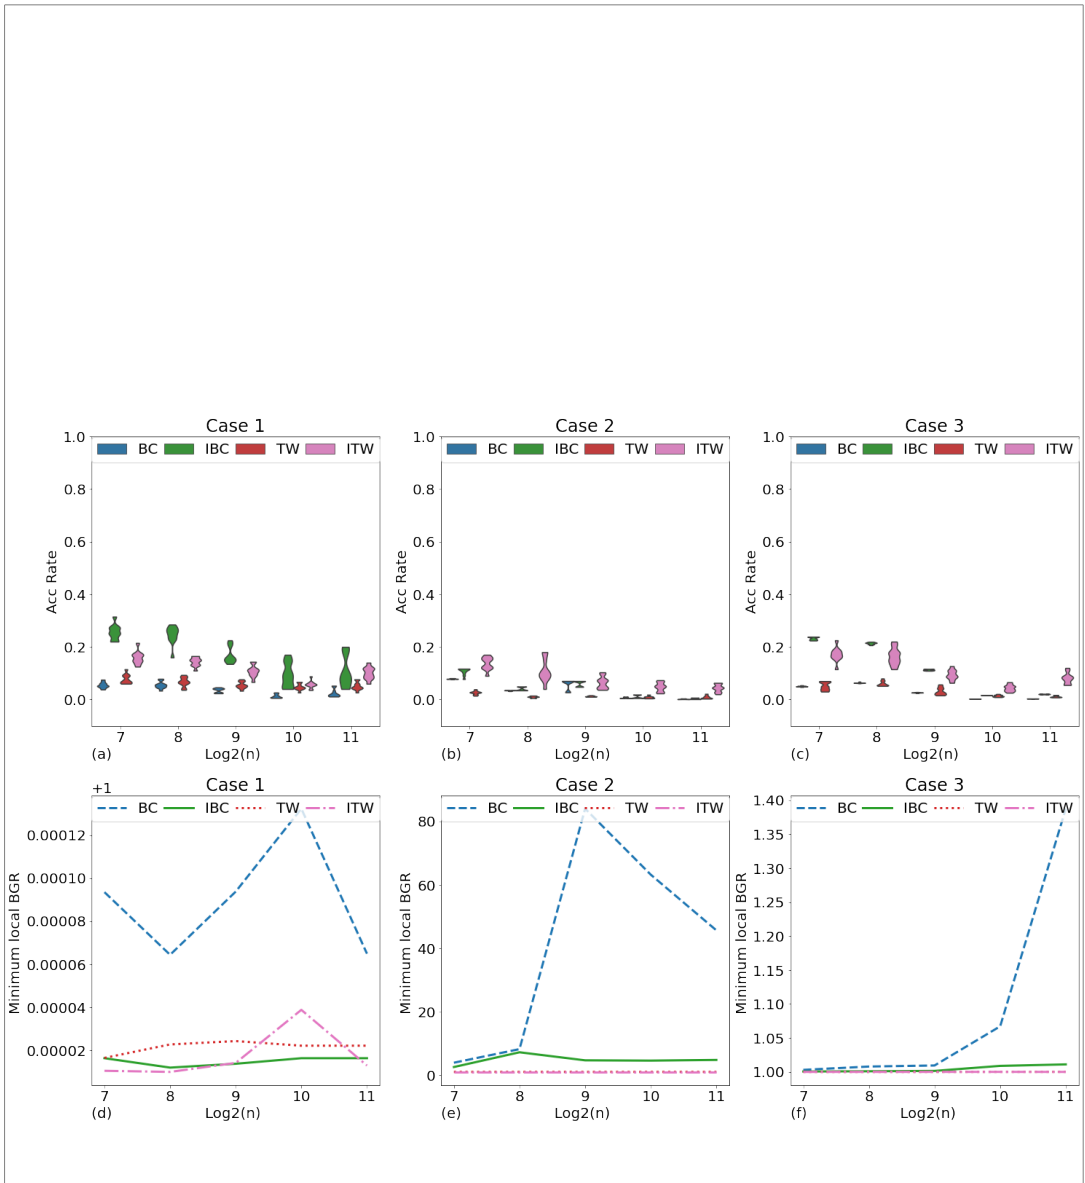 Case 1
BC IBC TW ITW
1.0
0.8
0.6
0.4
0.2
0.0
Acc Rate
7 8 9 10 11
(a) Log2(n)
Case 2
BC IBC TW ITW
1.0
0.8
0.6
0.4
0.2
0.0
Acc Rate
7 8 9 10 11
(b) Log2(n)
Case 3
BC IBC TW ITW
1.0
0.8
0.6
0.4
0.2
0.0
Acc Rate
7 8 9 10 11
(c) Log2(n)
Case 1
+1
BC IBC TW ITW
0.00012
0.00010
0.00008
0.00006
0.00004
0.00002
Minimum local BGR
7 8 9 10 11
(d) Log2(n)
Case 2
BC IBC TW ITW
80
60
40
20
0
Minimum local BGR
7 8 9 10 11
(e) Log2(n)
Case 3
BC IBC TW ITW
1.40
1.35
1.30
1.25
1.20
1.15
1.10
1.05
1.00
Minimum local BGR
7 8 9 10 11
(f) Log2(n)